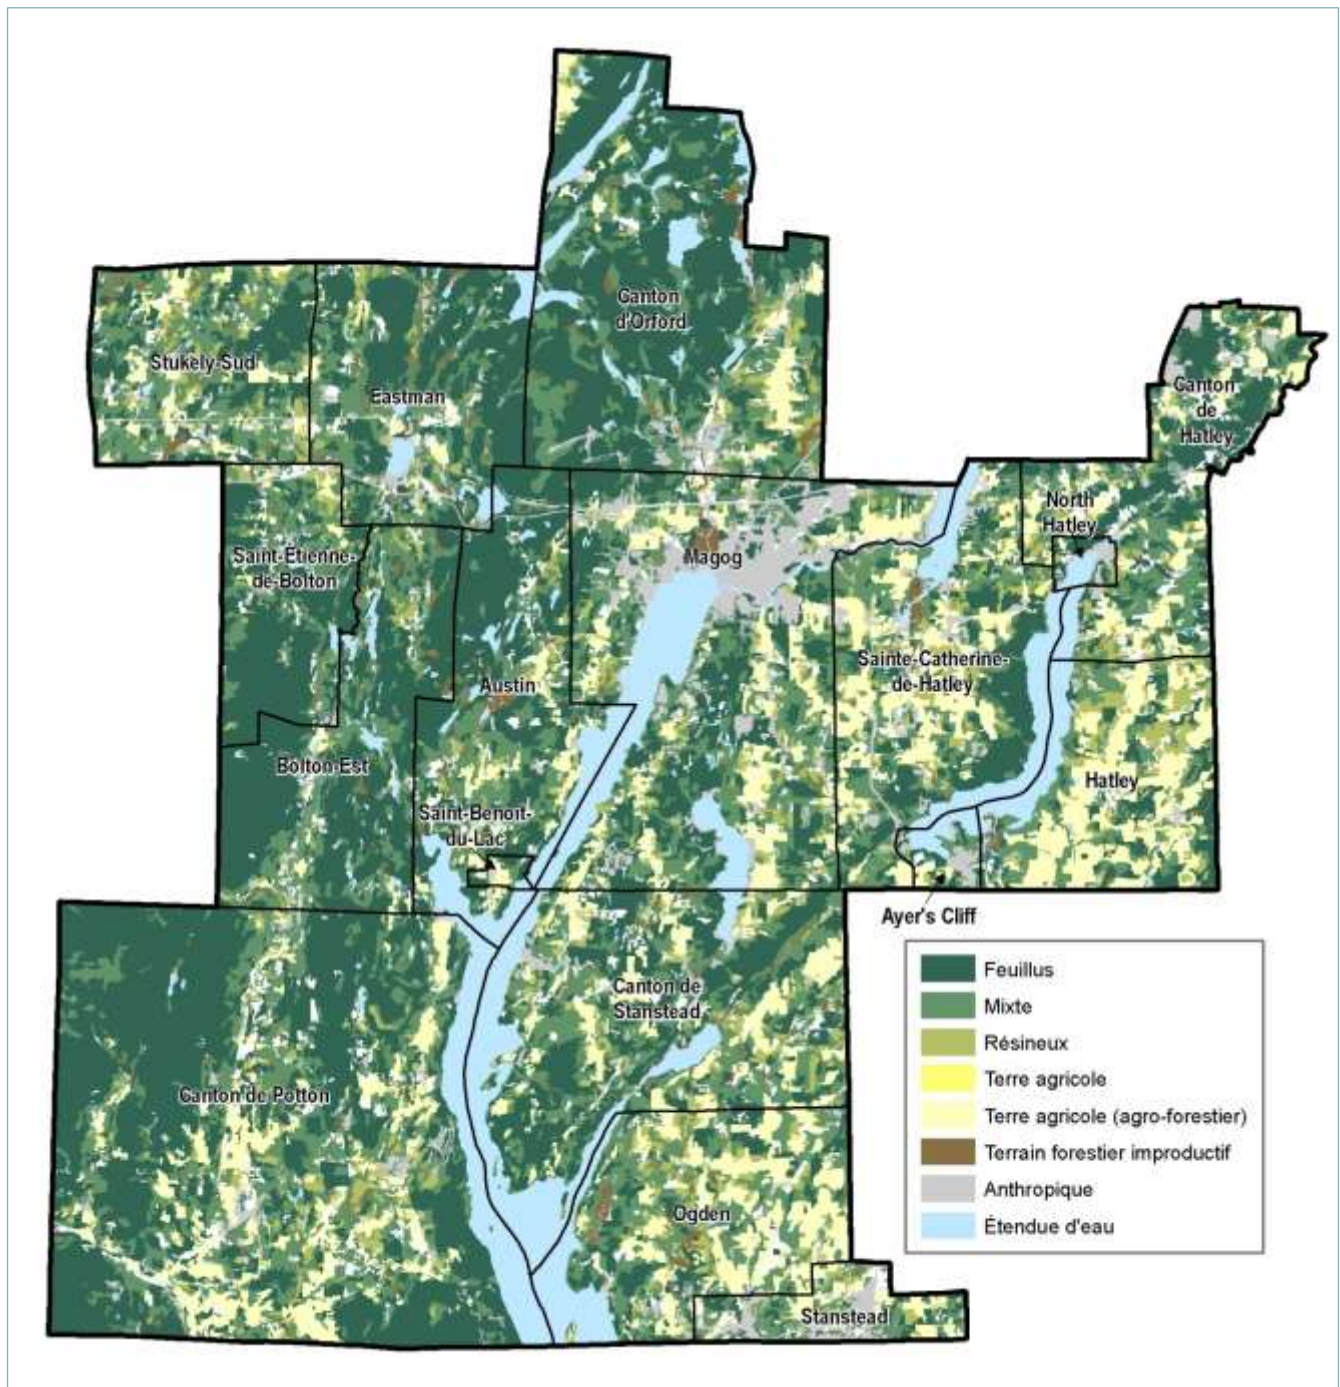 Canton
d'Orford
Stukely-Sud
Eastman
Canton
de
Hatley
North
Hatley
Saint-Étienne-
de-Bolton
Magog
Sainte-Catherine-
de-Hatley
Austin
Bolton-Est
Hatley
Saint-Benoit-
du-Lac
Ayer's Cliff
Canton de
Stanstead
Canton de Potton
Ogden
Stanstead
Feuillus
Mixte
Résineux
Terre agricole
Terre agricole (agro-forestier)
Terrain forestier improductif
Anthropique
Étendue d'eau